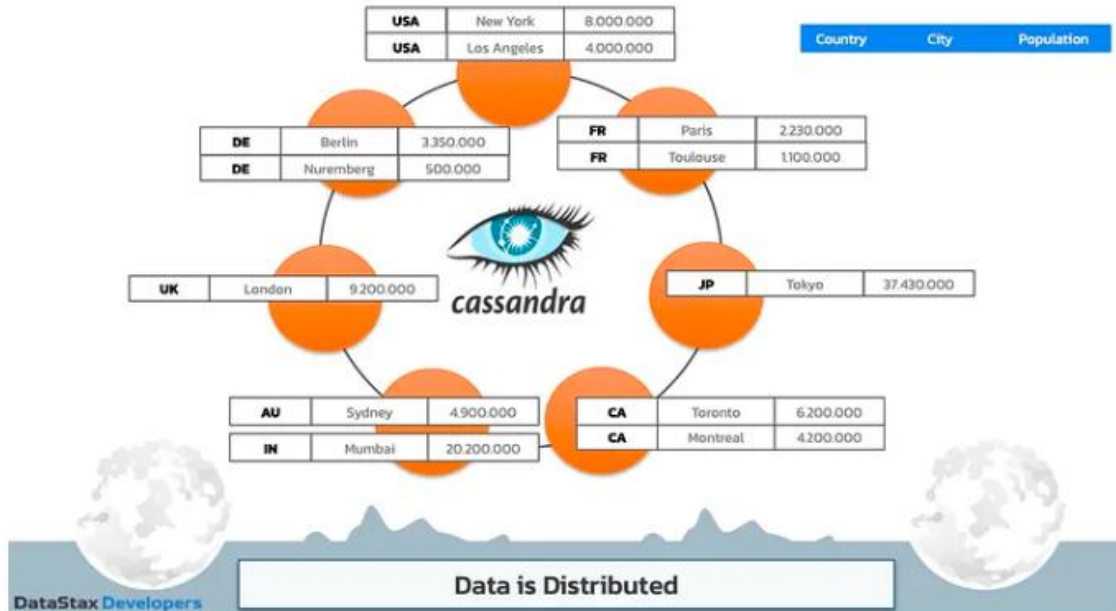 USA New York 8.000.000
USA Los Angeles 4.000.000
Country City Population
DE Berlin 3.350.000
DE Nuremberg 500.000
FR Paris 2.230.000
FR Toulouse 1.100.000
cassandra
UK London 9.200.000
JP Tokyo 37.430.000
AU Sydney 4.900.000
IN Mumbai 20.200.000
CA Toronto 6.200.000
CA Montreal 4.200.000
Data is Distributed
DataStax Developers